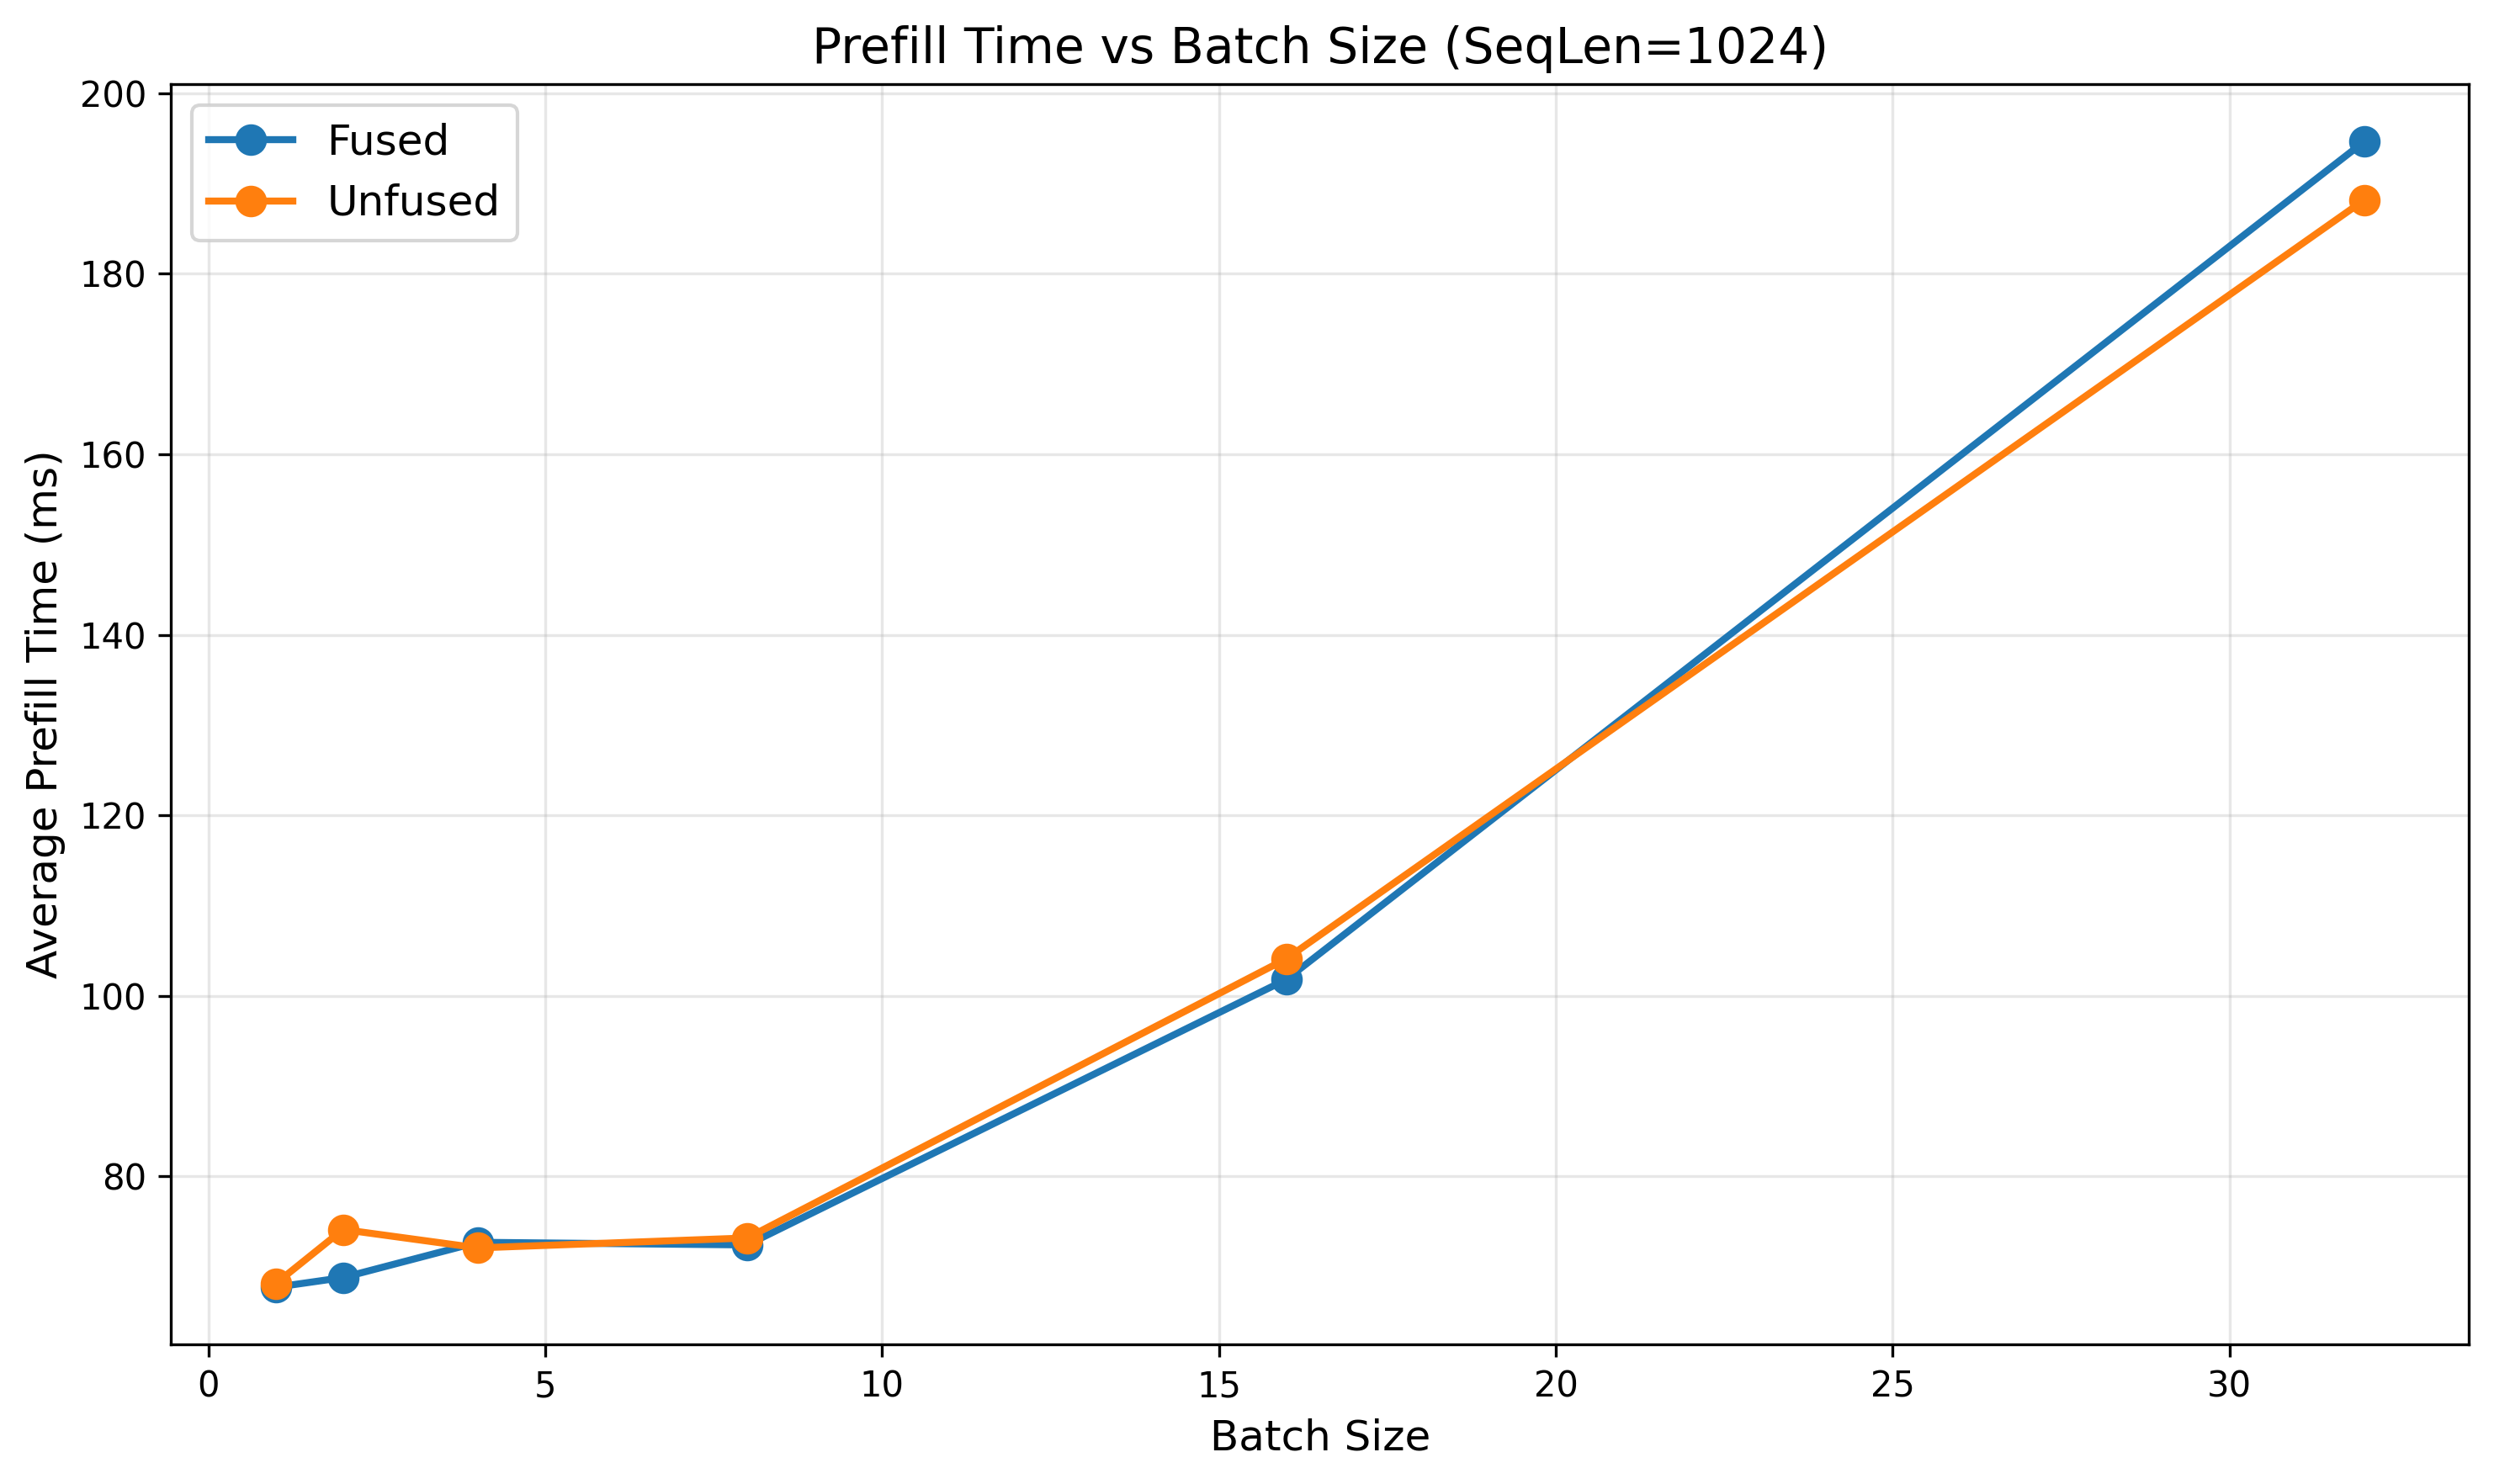 Prefill Time vs Batch Size (SeqLen=1024)
Fused
Unfused
Average Prefill Time (ms)
200
180
160
140
120
100
80
0 5 10 15 20 25 30
Batch Size